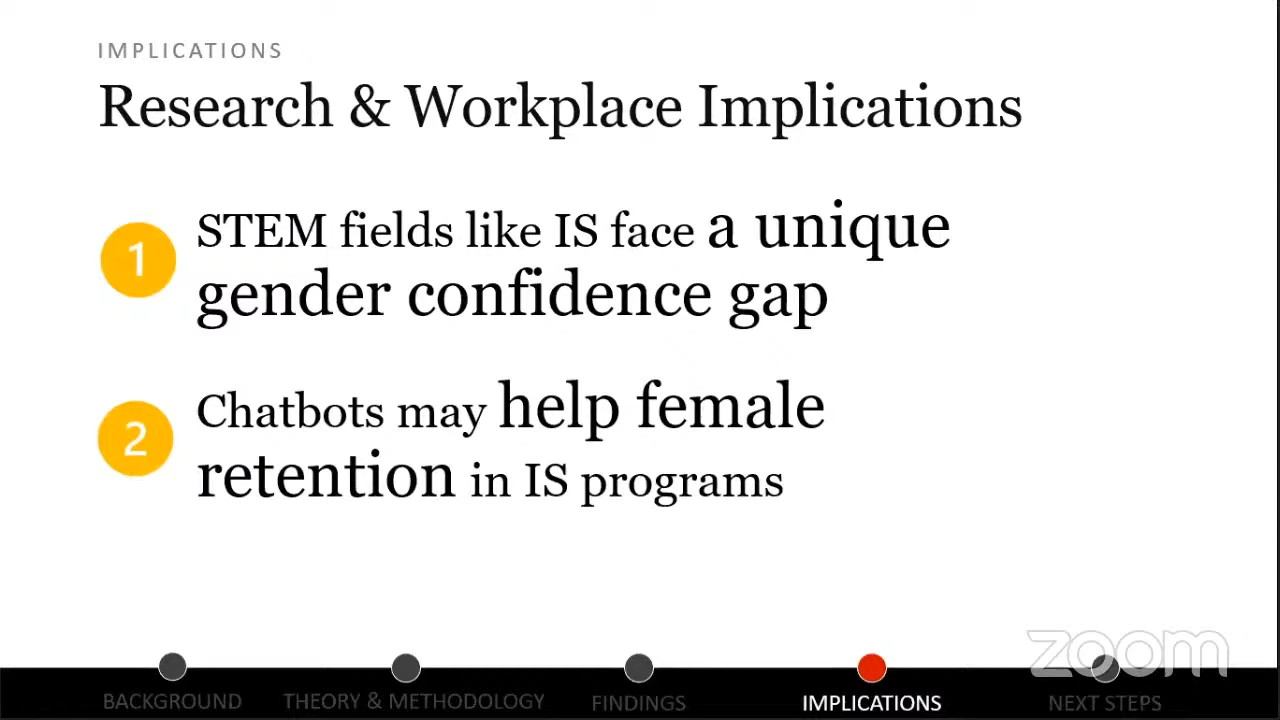 IMPLICATIONS
Research & Workplace Implications
1
STEM fields like IS face a unique
gender confidence gap
2
Chatbots may help female
retention in IS programs
zoom
BACKGROUND THEORY & METHODOLOGY FINDINGS IMPLICATIONS NEXT STEPS